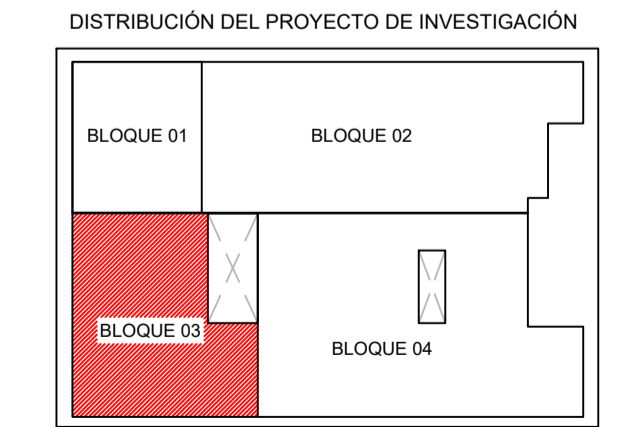 DISTRIBUCIÓN DEL PROYECTO DE INVESTIGACIÓN
BLOQUE 01
BLOQUE 02
BLOQUE 03
BLOQUE 04